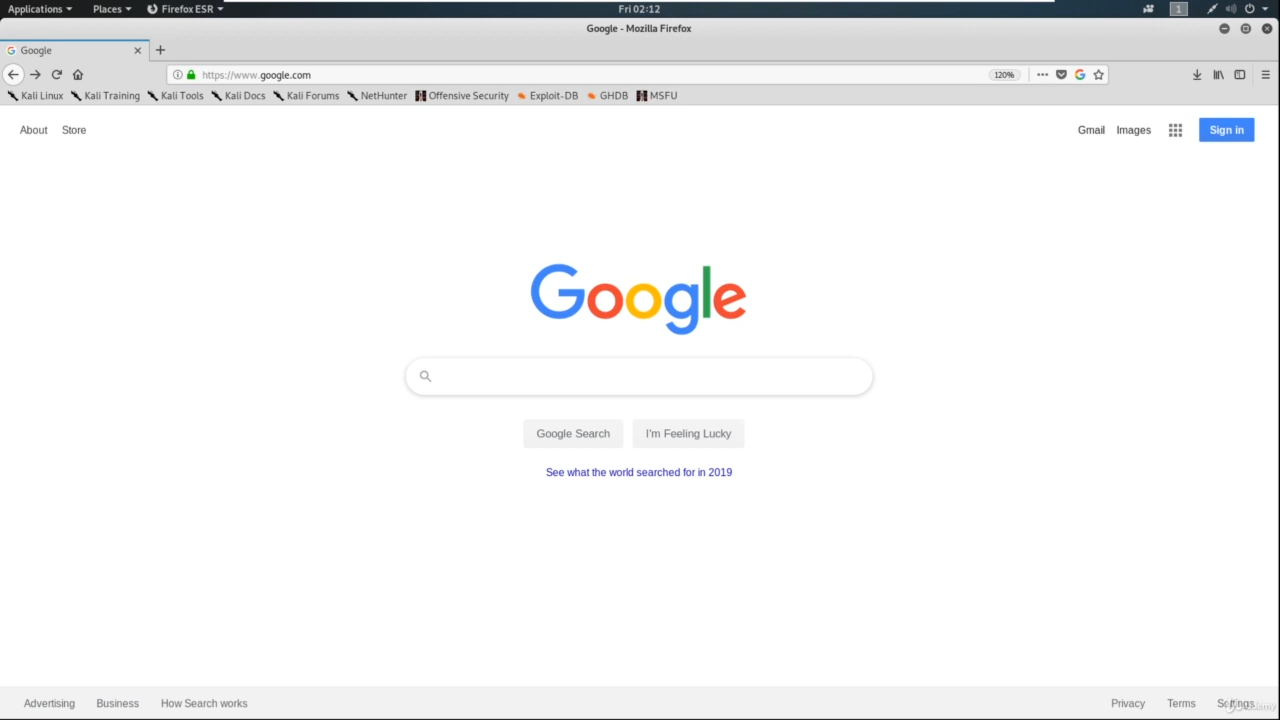 Applications Places Firefox ESR Fri 02:12 1
Google - Mozilla Firefox
Google
https://www.google.com 120%
Kali Linux Kali Training Kali Tools Kali Docs Kali Forums NetHunter Offensive Security Exploit-DB GHDB MSFU
About Store Gmail Images Sign in
Google
Google Search I'm Feeling Lucky
See what the world searched for in 2019
Advertising Business How Search works Privacy Terms Settings